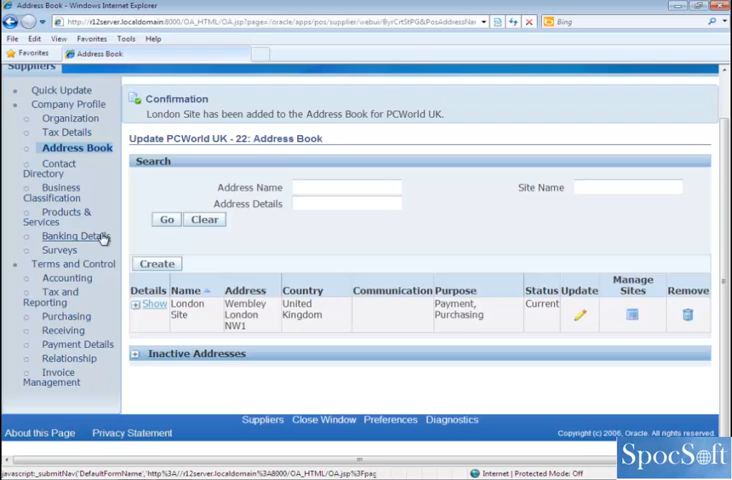 Address Book - Windows Internet Explorer
http://r12server.localdomain:8000/OA_HTML/OA.jsp?page=/oracle/apps/pos/supplier/webui/ByrCrtStPG&PosAddressNar
Bing
File Edit View Favorites Tools Help
Favorites Address Book
Suppliers
Quick Update
Company Profile
Organization
Tax Details
Address Book
Contact
Directory
Business
Classification
Products &
Services
Banking Details
Surveys
Terms and Control
Accounting
Tax and
Reporting
Purchasing
Receiving
Payment Details
Relationship
Invoice
Management
Confirmation
London Site has been added to the Address Book for PCWorld UK.
Update PCWorld UK - 22: Address Book
Search
Address Name
Site Name
Address Details
Go Clear
Create
Details Name Address Country Communication Purpose Status Update Manage Sites Remove
Show London Site Wembley London NW1 United Kingdom Payment, Purchasing Current
Inactive Addresses
Suppliers Close Window Preferences Diagnostics
About this Page Privacy Statement Copyright (c) 2006, Oracle. All rights reserved.
javascript:_submitNav('DefaultFormName','http%3A//r12server.localdomain%3A8000/OA_HTML/OA.jsp%3Fpag
Internet | Protected Mode: Off
SpocSoft